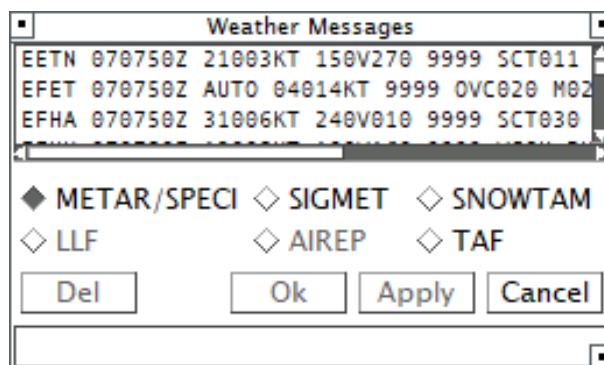 Weather Messages
EETN 070750Z 21003KT 150V270 9999 SCT011
EFET 070750Z AUTO 04014KT 9999 OVC020 M02
EFHA 070750Z 31006KT 240V010 9999 SCT030
METAR/SPECI SIGMET SNOWTAM
LLF AIREP TAF
Del Ok Apply Cancel